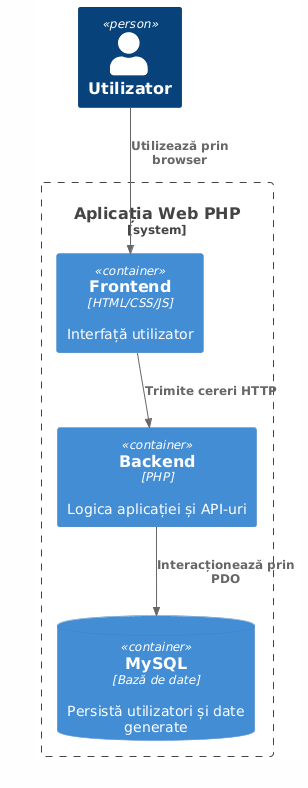 «person»
Utilizator
Utilizează prin
browser
Aplicația Web PHP
[system]
«container»
Frontend
[HTML/CSS/JS]
Interfață utilizator
Trimite cereri HTTP
«container»
Backend
[PHP]
Logica aplicației și API-uri
Interacționează prin
PDO
«container»
MySQL
[Bază de date]
Persistă utilizatori și date
generate